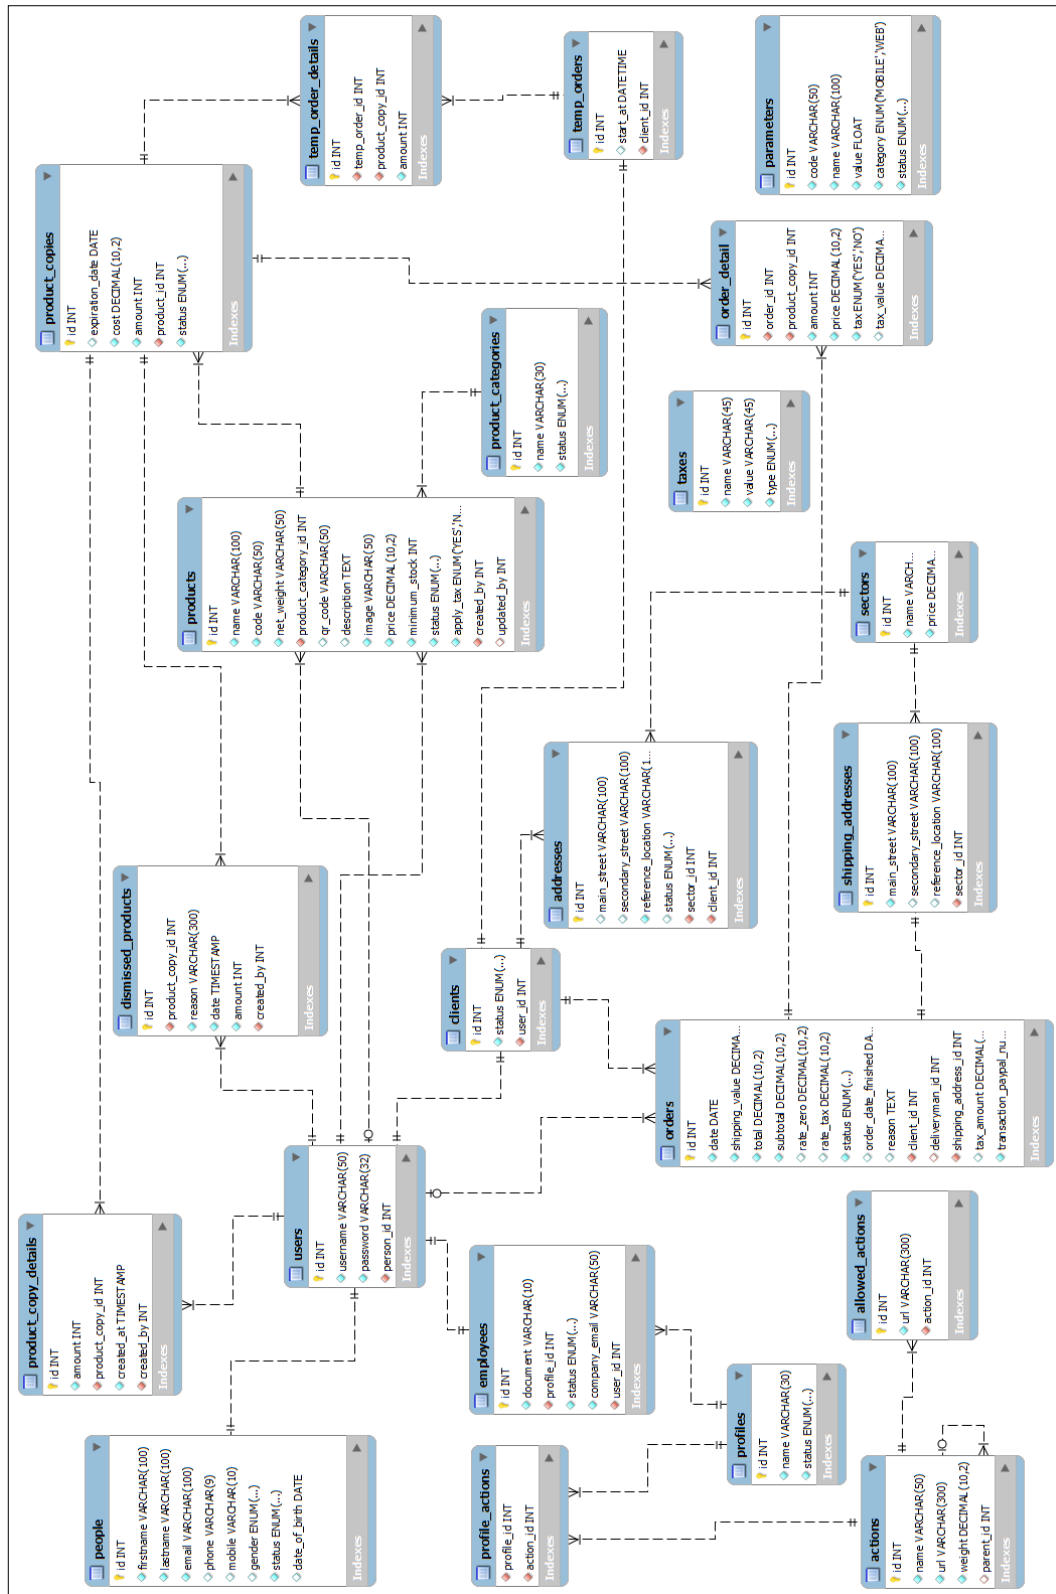 people
id INT
firstname VARCHAR(100)
lastname VARCHAR(100)
email VARCHAR(100)
phone VARCHAR(9)
mobile VARCHAR(10)
gender ENUM(...)
status ENUM(...)
date_of_birth DATE
Indexes
product_copy_details
id INT
amount INT
product_copy_id INT
created_at TIMESTAMP
created_by INT
Indexes
dismissed_products
id INT
product_copy_id INT
reason VARCHAR(300)
date TIMESTAMP
amount INT
created_by INT
Indexes
product_copies
id INT
expiration_date DATE
cost DECIMAL(10,2)
amount INT
product_id INT
status ENUM(...)
Indexes
temp_order_details
id INT
temp_order_id INT
product_copy_id INT
amount INT
Indexes
users
id INT
username VARCHAR(50)
password VARCHAR(32)
person_id INT
Indexes
products
id INT
name VARCHAR(100)
code VARCHAR(50)
net_weight VARCHAR(50)
product_category_id INT
qr_code VARCHAR(50)
description TEXT
image VARCHAR(50)
price DECIMAL(10,2)
minimum_stock INT
status ENUM(...)
apply_tax ENUM('YES','N...
created_by INT
updated_by INT
Indexes
product_categories
id INT
name VARCHAR(30)
status ENUM(...)
Indexes
temp_orders
id INT
start_at DATETIME
client_id INT
Indexes
profile_actions
profile_id INT
action_id INT
Indexes
employees
id INT
document VARCHAR(10)
profile_id INT
status ENUM(...)
company_email VARCHAR(50)
user_id INT
Indexes
clients
id INT
status ENUM(...)
user_id INT
Indexes
addresses
id INT
main_street VARCHAR(100)
secondary_street VARCHAR(100)
reference_location VARCHAR(1...
status ENUM(...)
sector_id INT
client_id INT
Indexes
taxes
id INT
name VARCHAR(45)
value VARCHAR(45)
type ENUM(...)
Indexes
order_detail
id INT
order_id INT
product_copy_id INT
amount INT
price DECIMAL(10,2)
tax ENUM('YES','NO')
tax_value DECIMA...
Indexes
parameters
id INT
code VARCHAR(50)
name VARCHAR(100)
value FLOAT
category ENUM('MOBILE','WEB')
status ENUM(...)
Indexes
profiles
id INT
name VARCHAR(30)
status ENUM(...)
Indexes
orders
id INT
date DATE
shipping_value DECIMA...
total DECIMAL(10,2)
subtotal DECIMAL(10,2)
rate_zero DECIMAL(10,2)
rate_tax DECIMAL(10,2)
status ENUM(...)
order_date_finished DA...
reason TEXT
client_id INT
deliveryman_id INT
shipping_address_id INT
tax_amount DECIMAL(...
transaction_paypal_nu...
Indexes
shipping_addresses
id INT
main_street VARCHAR(100)
secondary_street VARCHAR(100)
reference_location VARCHAR(100)
sector_id INT
Indexes
sectors
id INT
name VARCH...
price DECIMA...
Indexes
actions
id INT
name VARCHAR(50)
url VARCHAR(300)
weight DECIMAL(10,2)
parent_id INT
Indexes
allowed_actions
id INT
url VARCHAR(300)
action_id INT
Indexes